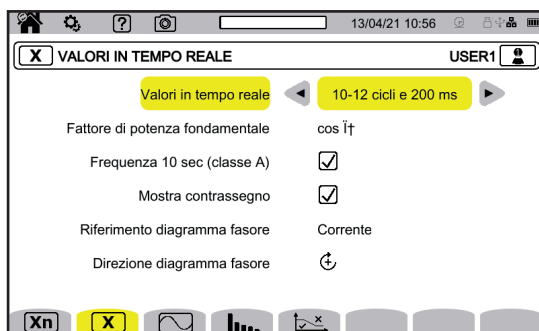 13/04/21 10:56
X VALORI IN TEMPO REALE USER1
Valori in tempo reale 10-12 cicli e 200 ms
Fattore di potenza fondamentale cos Ï†
Frequenza 10 sec (classe A)
Mostra contrassegno
Riferimento diagramma fasore Corrente
Direzione diagramma fasore
Xn X